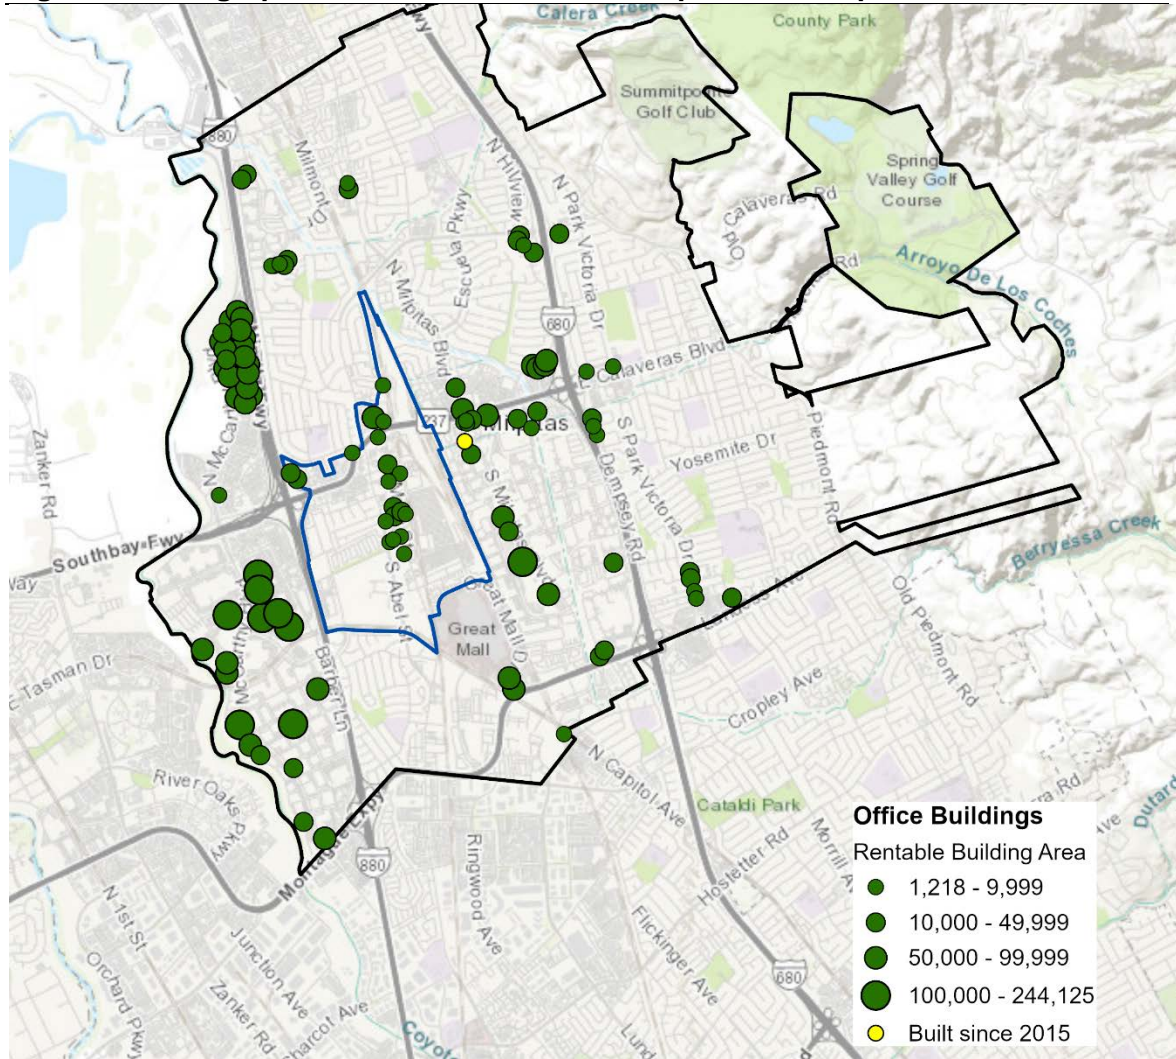 Calera Creek
County Park
Summitpointe
Golf Club
880
Milmont Dr
N Hillview
Escuela Pkwy
N Park Victoria Dr
Spring
Valley Golf
Course
Calaveras Rd
Old
Arroyo De Los Coches
N Milpitas Blvd
680
E Calaveras Blvd
237
Milpitas
N McCarthy
Zanker Rd
Piedmont Rd
Yosemite Dr
S Park Victoria Dr
Dempsey Rd
Southbay Fwy
Way
Berryessa Creek
S Abel St
Great Mall Dr
Great
Mall
Landess Ave
Old Piedmont Rd
E Tasman Dr
Barber Ln
Cropley Ave
N Capitol Ave
River Oaks Pkwy
Cataldi Park
Montague Expy
880
Ringwood Ave
Hostetter Rd
Morrill
Ave
N 1st St
Junction Ave
Flickinger Ave
Orchard Pkwy
Zanker Rd
Charcot Ave
680
Coyote
Lund
Office Buildings
Rentable Building Area
1,218 - 9,999
10,000 - 49,999
50,000 - 99,999
100,000 - 244,125
Built since 2015